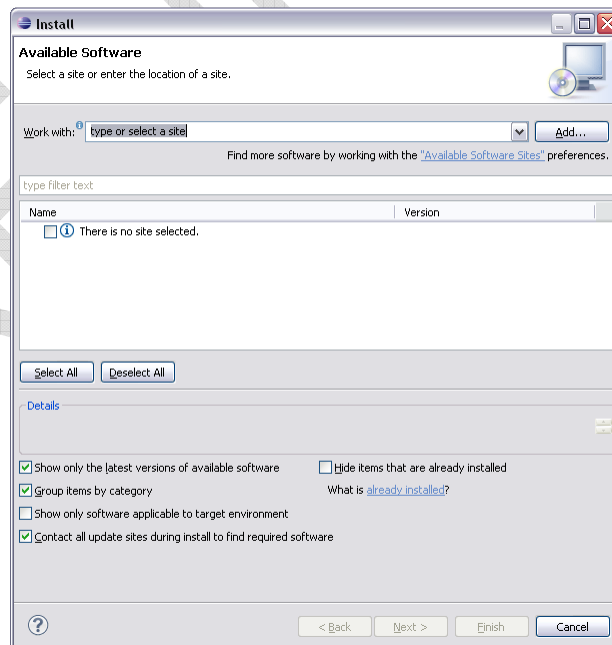 Install
Available Software
Select a site or enter the location of a site.
Work with: type or select a site Add...
Find more software by working with the "Available Software Sites" preferences.
type filter text
Name Version
There is no site selected.
Select All Deselect All
Details
Show only the latest versions of available software Hide items that are already installed
Group items by category What is already installed?
Show only software applicable to target environment
Contact all update sites during install to find required software
? < Back Next > Finish Cancel